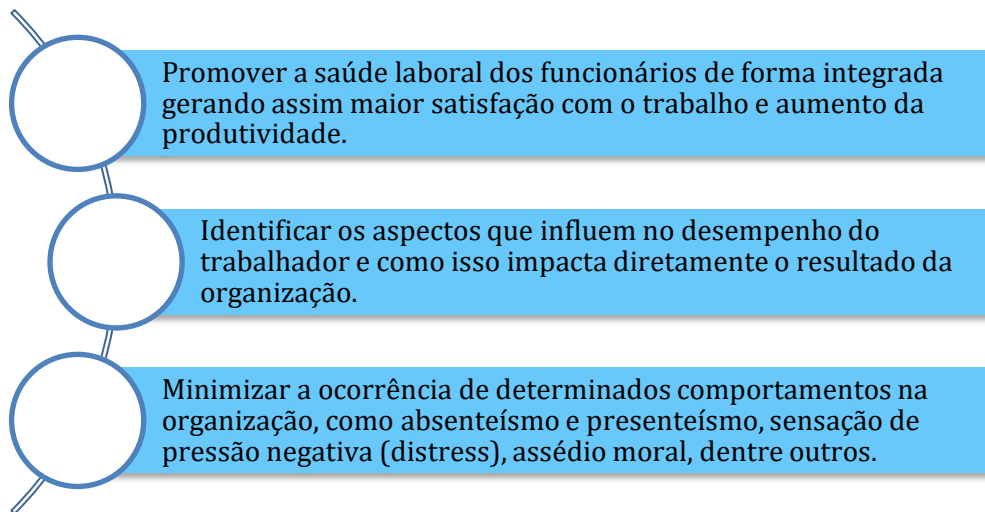 Promover a saúde laboral dos funcionários de forma integrada
gerando assim maior satisfação com o trabalho e aumento da
produtividade.
Identificar os aspectos que influem no desempenho do
trabalhador e como isso impacta diretamente o resultado da
organização.
Minimizar a ocorrência de determinados comportamentos na
organização, como absenteísmo e presenteísmo, sensação de
pressão negativa (distress), assédio moral, dentre outros.